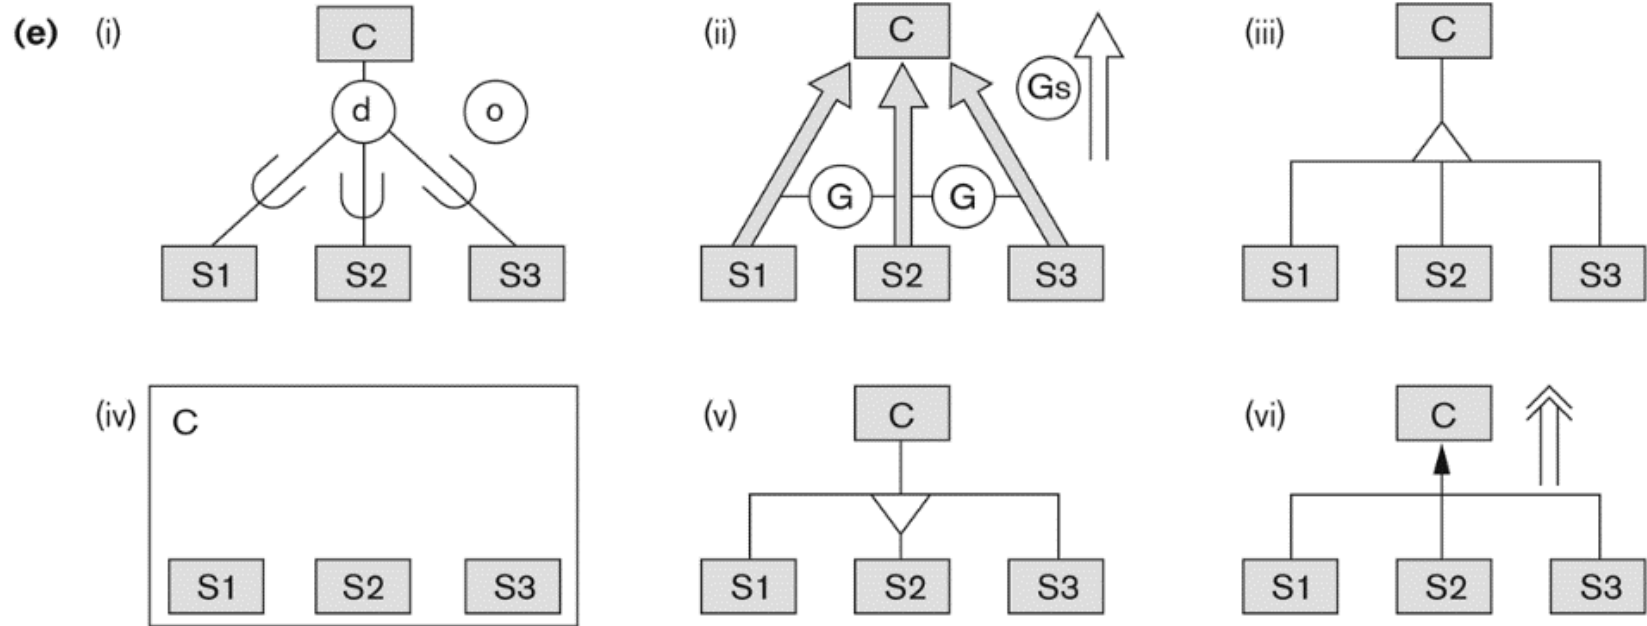 (e) (i) C (ii) C (iii) C
d o Gs
G G
S1 S2 S3 S1 S2 S3 S1 S2 S3
(iv) C (v) C (vi) C
S1 S2 S3 S1 S2 S3 S1 S2 S3